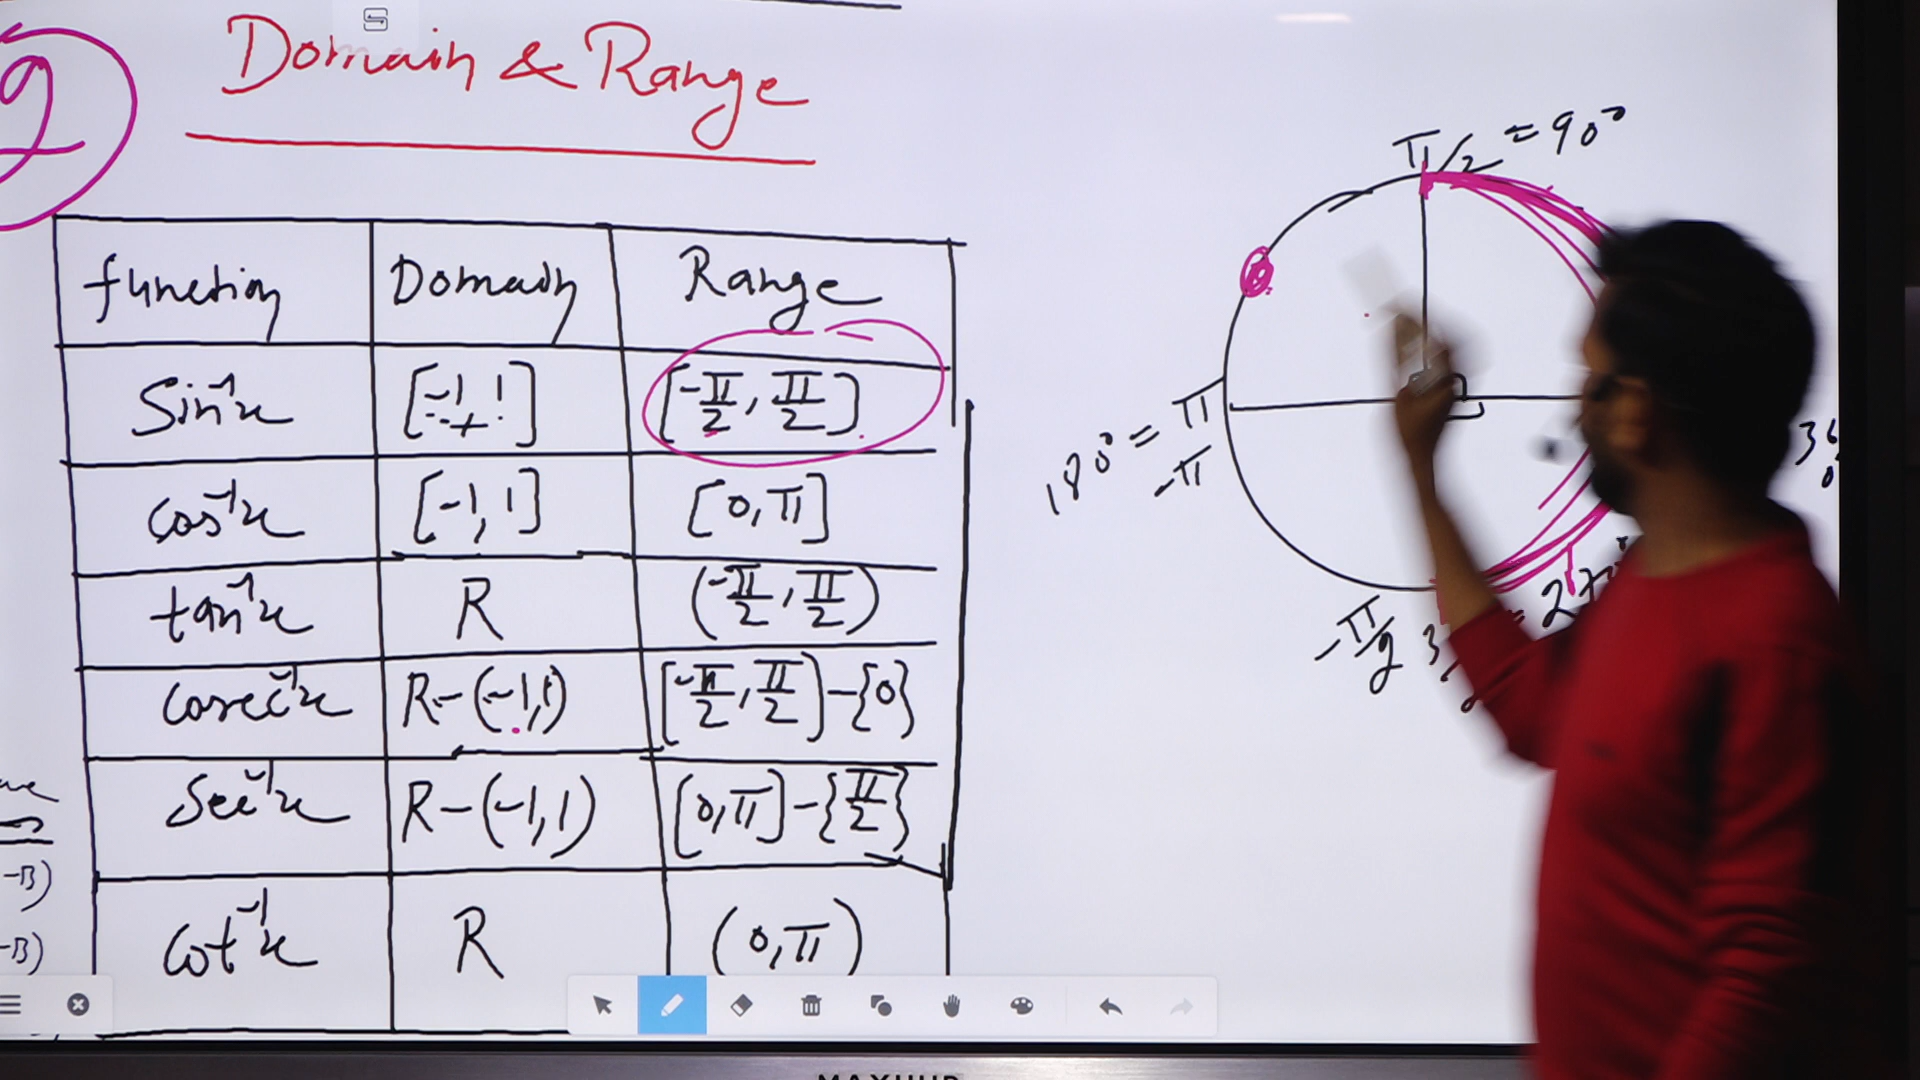 Domain & Range
function Domain Range
Sin⁻¹x [-1, 1] [-π/2, π/2]
Cos⁻¹x [-1, 1] [0, π]
tan⁻¹x R (-π/2, π/2)
Cosec⁻¹x R-(-1,1) [-π/2, π/2]-{0}
Sec⁻¹x R-(-1,1) [0,π]-{π/2}
Cot⁻¹x R (0,π)
-B)
-B)
π/2 = 90°
180° = π
-π
-π/2